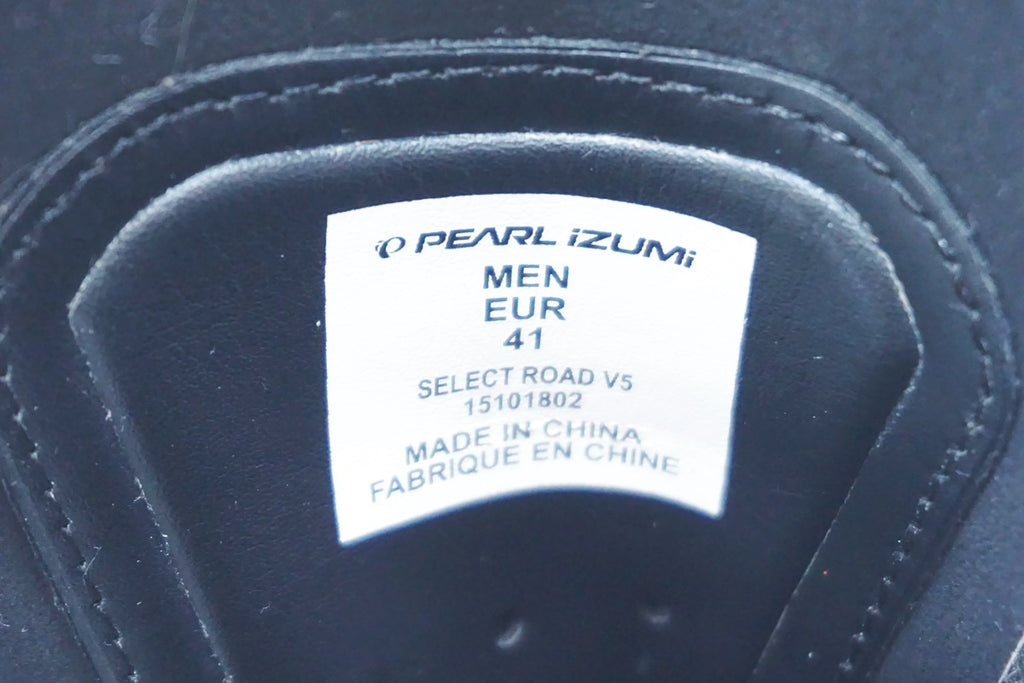 PEARL iZUMi
MEN
EUR
41
SELECT ROAD V5
15101802
MADE IN CHINA
FABRIQUE EN CHINE